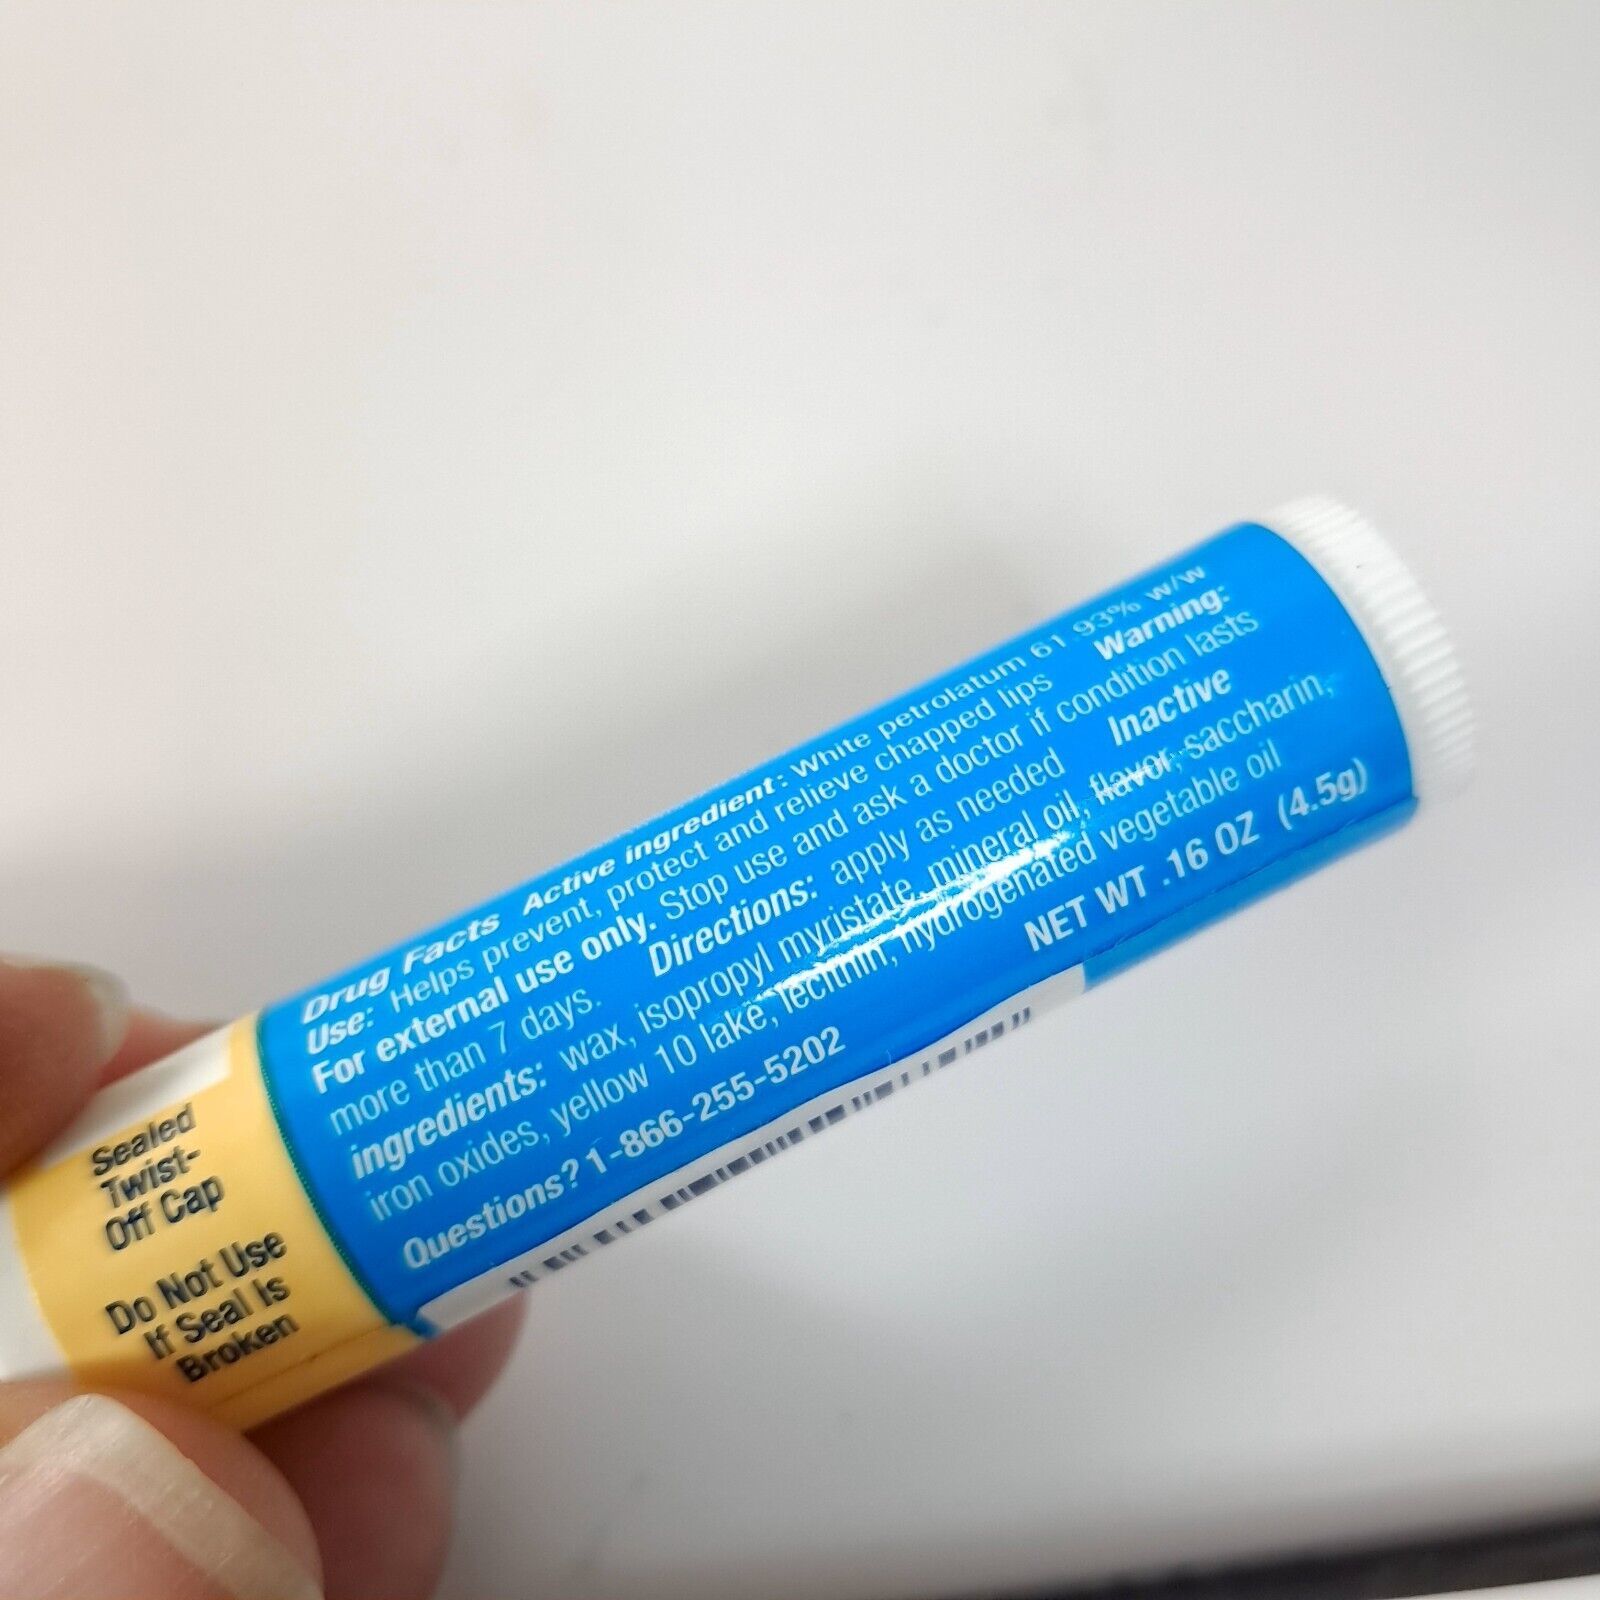 Drug Facts Active ingredient: White petrolatum 61.93% w/w
Use: Helps prevent, protect and relieve chapped lips Warning:
For external use only. Stop use and ask a doctor if condition lasts
more than 7 days. Directions: apply as needed Inactive
ingredients: wax, isopropyl myristate, mineral oil, flavor, saccharin,
iron oxides, yellow 10 lake, lecithin, hydrogenated vegetable oil
Questions? 1-866-255-5202 NET WT .16 OZ (4.5g)
Sealed
Twist-
Off Cap
Do Not Use
If Seal Is
Broken